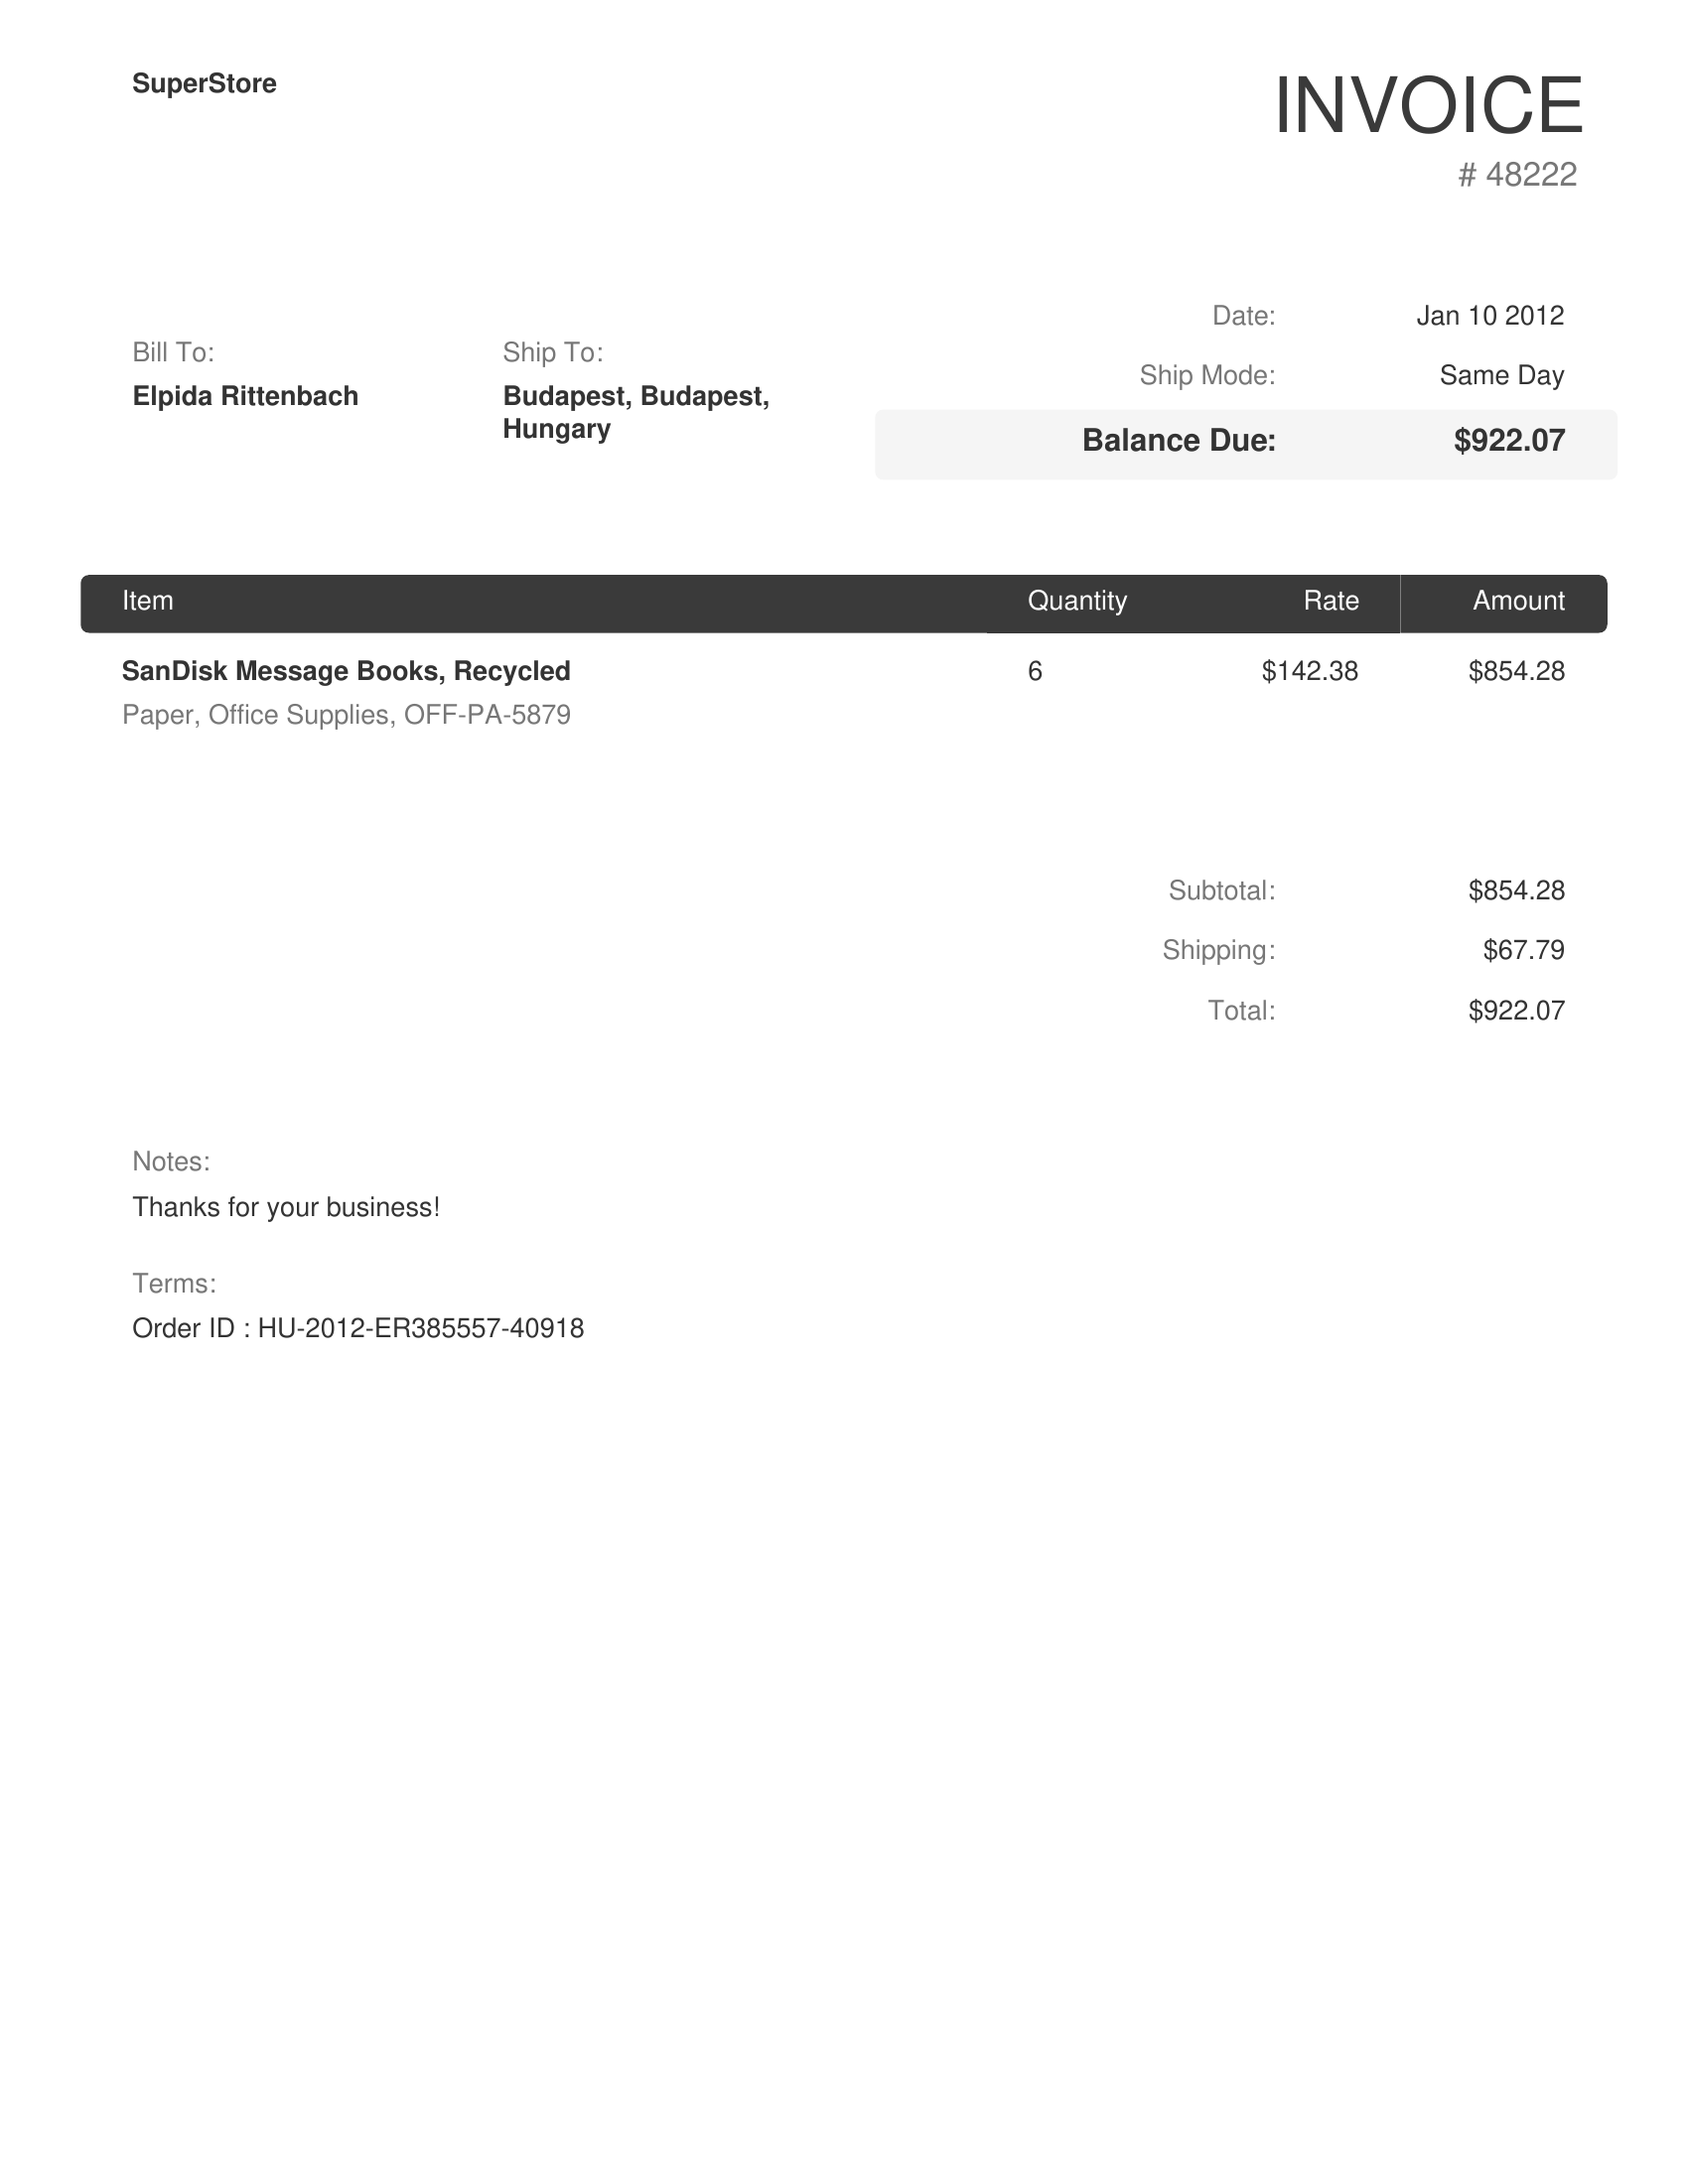 SuperStore
INVOICE
# 48222
Date: Jan 10 2012
Ship Mode: Same Day
Balance Due: $922.07
Bill To:
Elpida Rittenbach
Ship To:
Budapest, Budapest,
Hungary
Item Quantity Rate Amount
SanDisk Message Books, Recycled 6 $142.38 $854.28
Paper, Office Supplies, OFF-PA-5879
Subtotal: $854.28
Shipping: $67.79
Total: $922.07
Notes:
Thanks for your business!
Terms:
Order ID : HU-2012-ER385557-40918